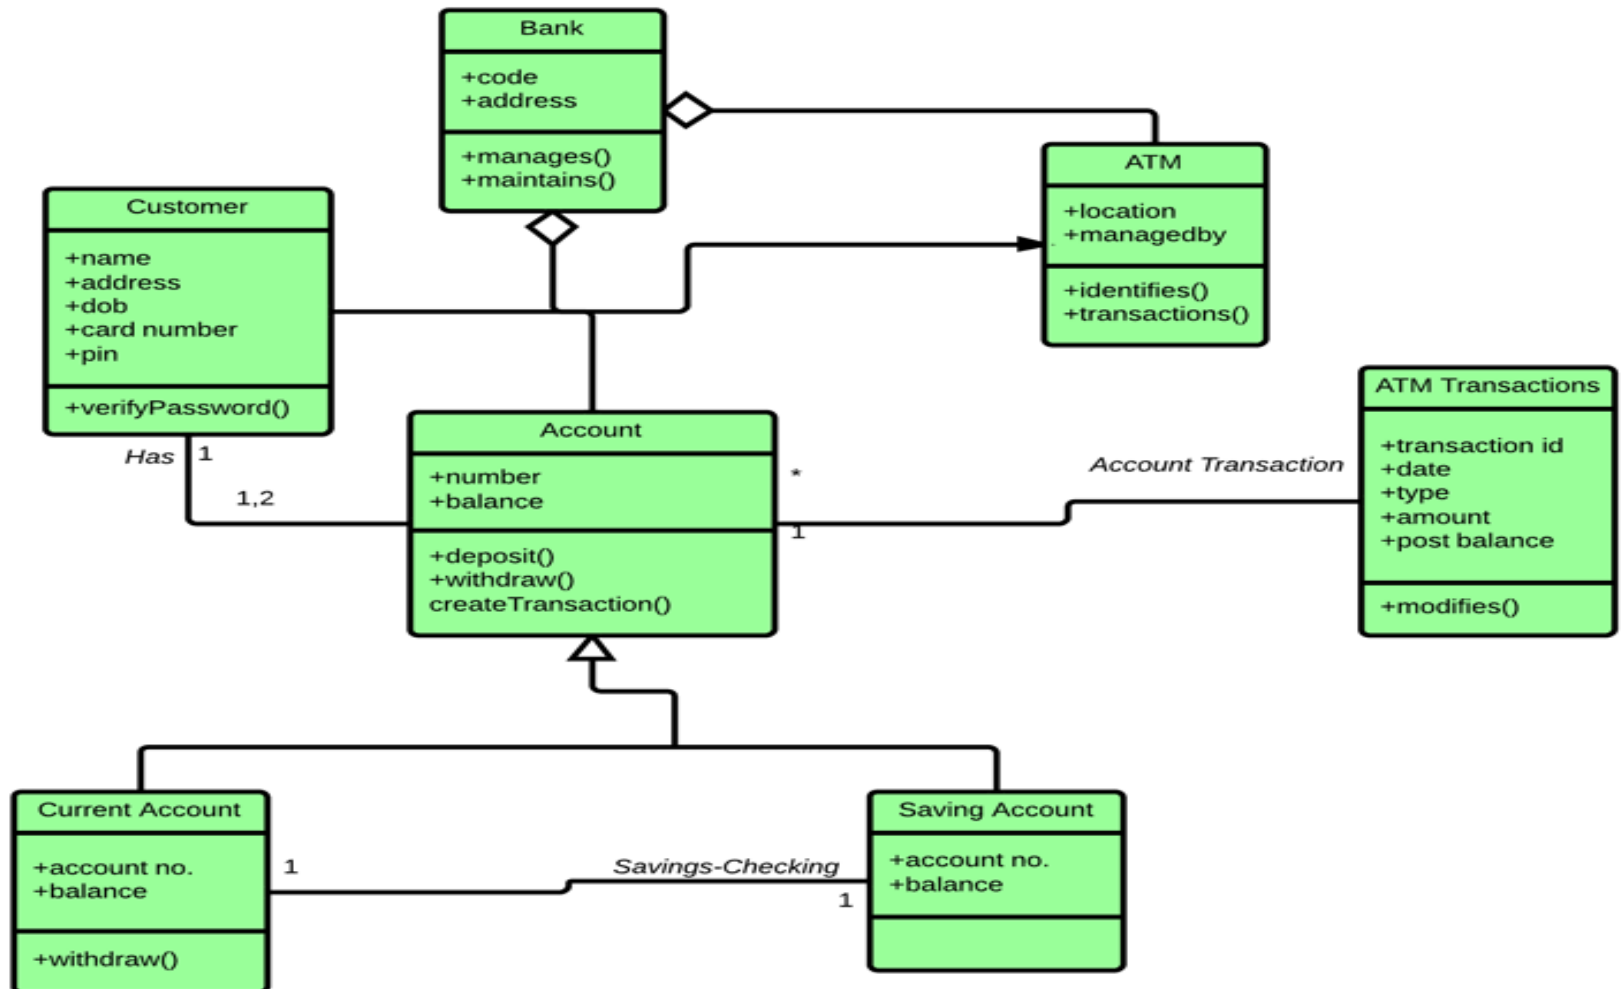 Bank
+code
+address
+manages()
+maintains()
ATM
+location
+managedby
+identifies()
+transactions()
Customer
+name
+address
+dob
+card number
+pin
+verifyPassword()
Has
1
1,2
Account
+number
+balance
+deposit()
+withdraw()
createTransaction()
*
1
Account Transaction
ATM Transactions
+transaction id
+date
+type
+amount
+post balance
+modifies()
Current Account
+account no.
+balance
+withdraw()
1
Savings-Checking
1
Saving Account
+account no.
+balance